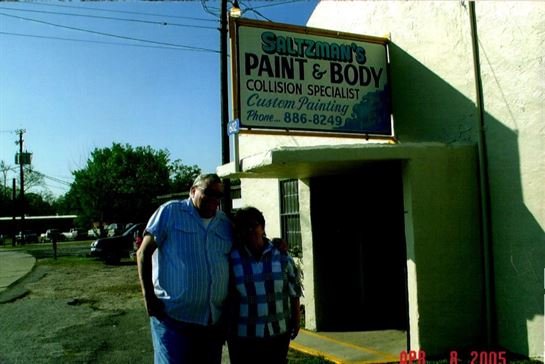 SALTZMAN'S
PAINT & BODY
COLLISION SPECIALIST
Custom Painting
Phone... 886-8249
APR 8 2005